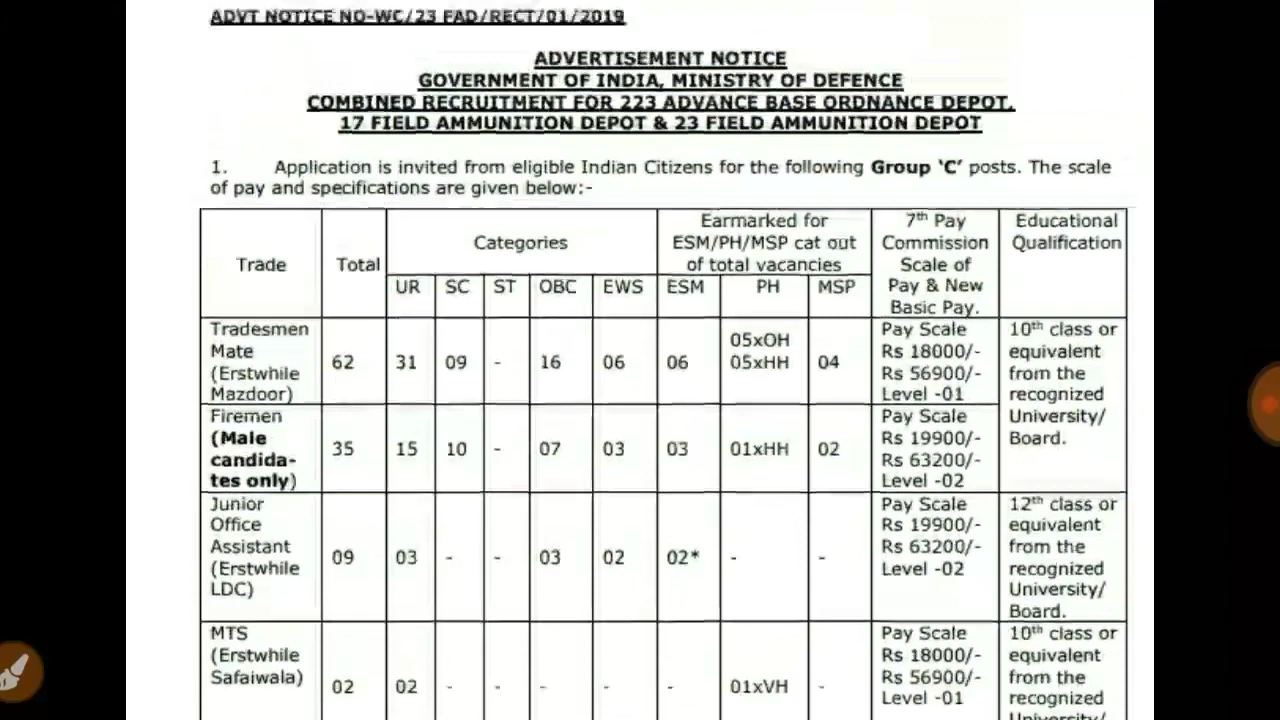 ADVT NOTICE NO-WC/23 FAD/RECT/01/2019
ADVERTISEMENT NOTICE
GOVERNMENT OF INDIA, MINISTRY OF DEFENCE
COMBINED RECRUITMENT FOR 223 ADVANCE BASE ORDNANCE DEPOT,
17 FIELD AMMUNITION DEPOT & 23 FIELD AMMUNITION DEPOT
1. Application is invited from eligible Indian Citizens for the following Group 'C' posts. The scale
of pay and specifications are given below:-
Trade
Total
Categories
UR SC ST OBC EWS
Earmarked for
ESM/PH/MSP cat out
of total vacancies
ESM PH MSP
7th Pay
Commission
Scale of
Pay & New
Basic Pay.
Educational
Qualification
Tradesmen
Mate
(Erstwhile
Mazdoor)
62 31 09 - 16 06 06
05xOH
05xHH
04
Pay Scale
Rs 18000/-
Rs 56900/-
Level -01
10th class or
equivalent
from the
recognized
University/
Board.
Firemen
(Male
candida-
tes only)
35 15 10 - 07 03 03 01xHH 02
Pay Scale
Rs 19900/-
Rs 63200/-
Level -02
Junior
Office
Assistant
(Erstwhile
LDC)
09 03 - - 03 02 02* - -
Pay Scale
Rs 19900/-
Rs 63200/-
Level -02
12th class or
equivalent
from the
recognized
University/
Board.
MTS
(Erstwhile
Safaiwala)
02 02 - - - - - 01xVH -
Pay Scale
Rs 18000/-
Rs 56900/-
Level -01
10th class or
equivalent
from the
recognized
University/